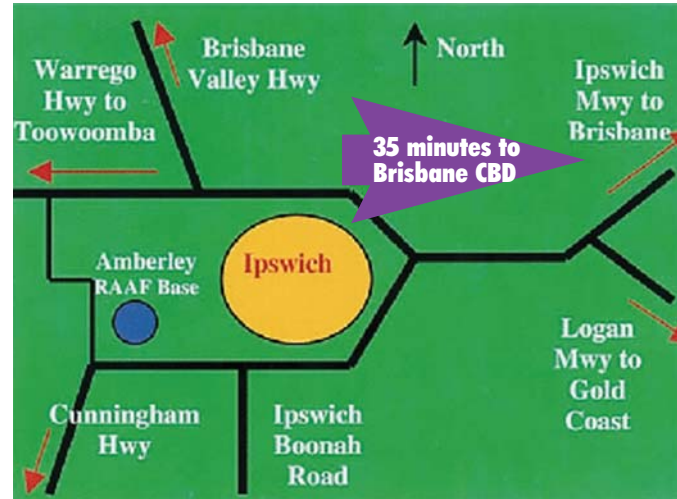 Warrego
Hwy to
Toowoomba
Brisbane
Valley Hwy
North
Ipswich
Mwy to
Brisbane
35 minutes to
Brisbane CBD
Amberley
RAAF Base
Ipswich
Logan
Mwy to
Gold
Coast
Cunningham
Hwy
Ipswich
Boonah
Road